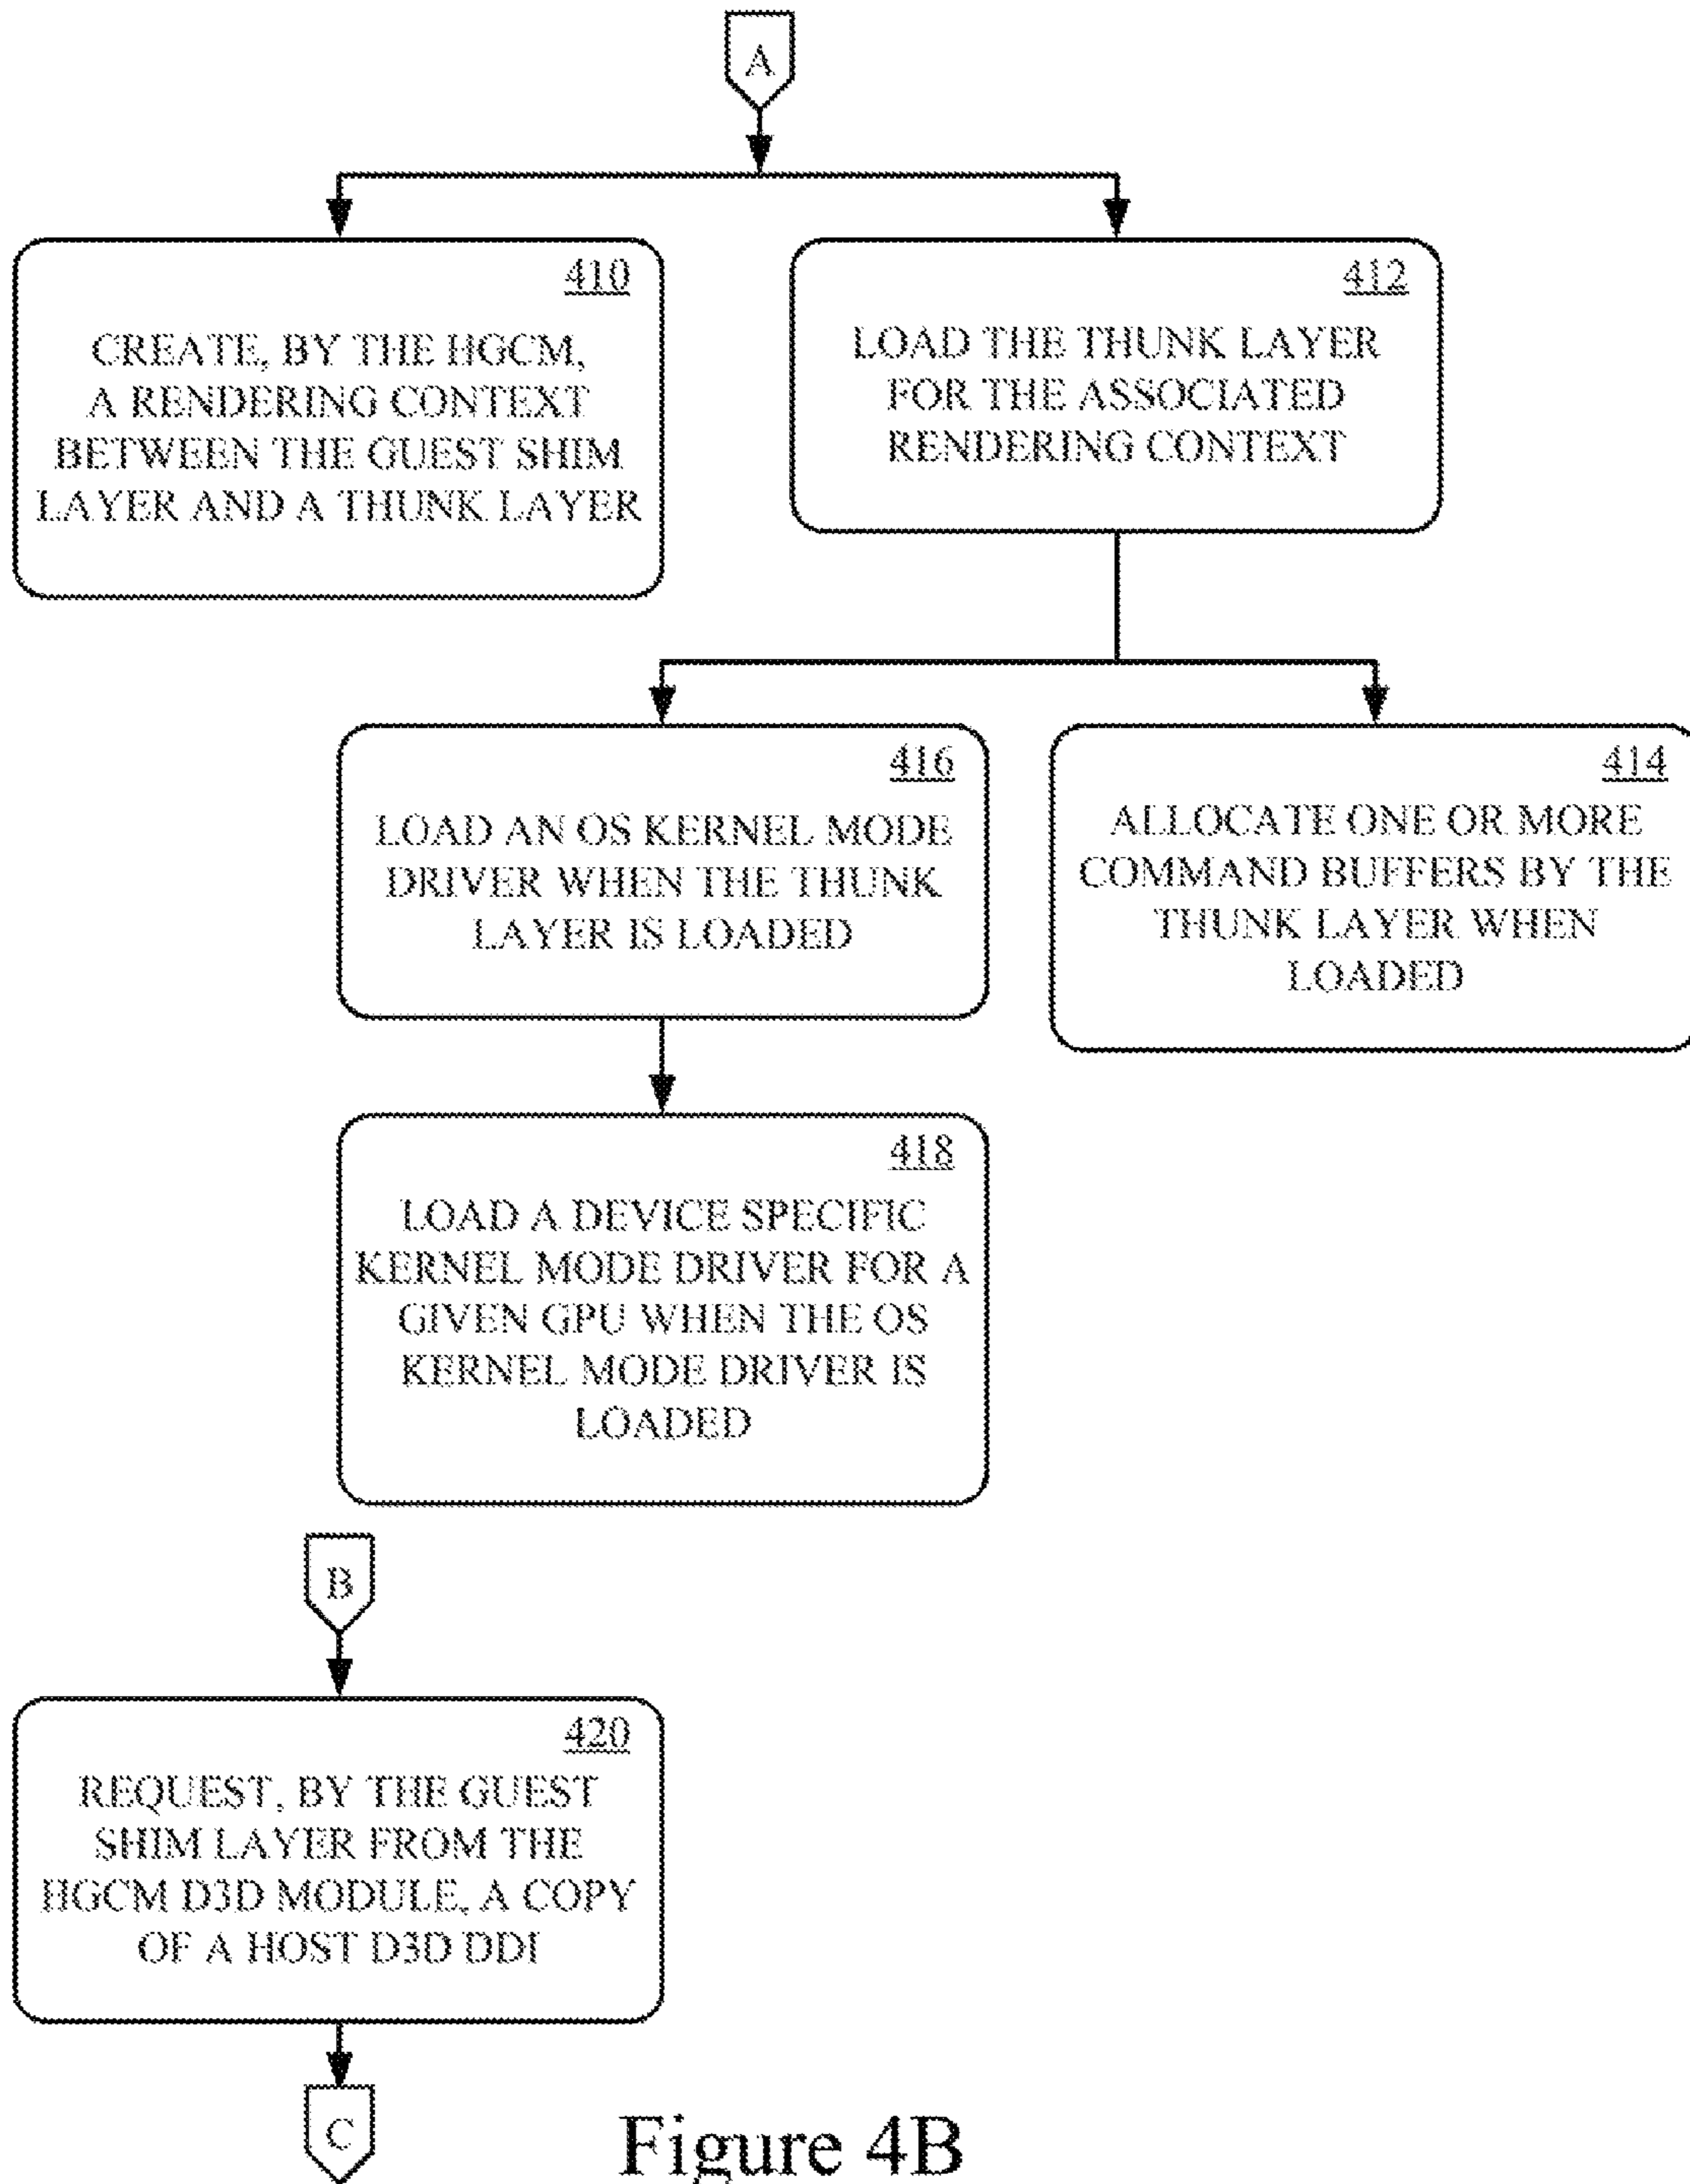 A
410
CREATE, BY THE HGCM,
A RENDERING CONTEXT
BETWEEN THE GUEST SHIM
LAYER AND A THUNK LAYER
412
LOAD THE THUNK LAYER
FOR THE ASSOCIATED
RENDERING CONTEXT
416
LOAD AN OS KERNEL MODE
DRIVER WHEN THE THUNK
LAYER IS LOADED
414
ALLOCATE ONE OR MORE
COMMAND BUFFERS BY THE
THUNK LAYER WHEN
LOADED
418
LOAD A DEVICE SPECIFIC
KERNEL MODE DRIVER FOR A
GIVEN GPU WHEN THE OS
KERNEL MODE DRIVER IS
LOADED
B
420
REQUEST, BY THE GUEST
SHIM LAYER FROM THE
HGCM D3D MODULE, A COPY
OF A HOST D3D DDI
C
Figure 4B